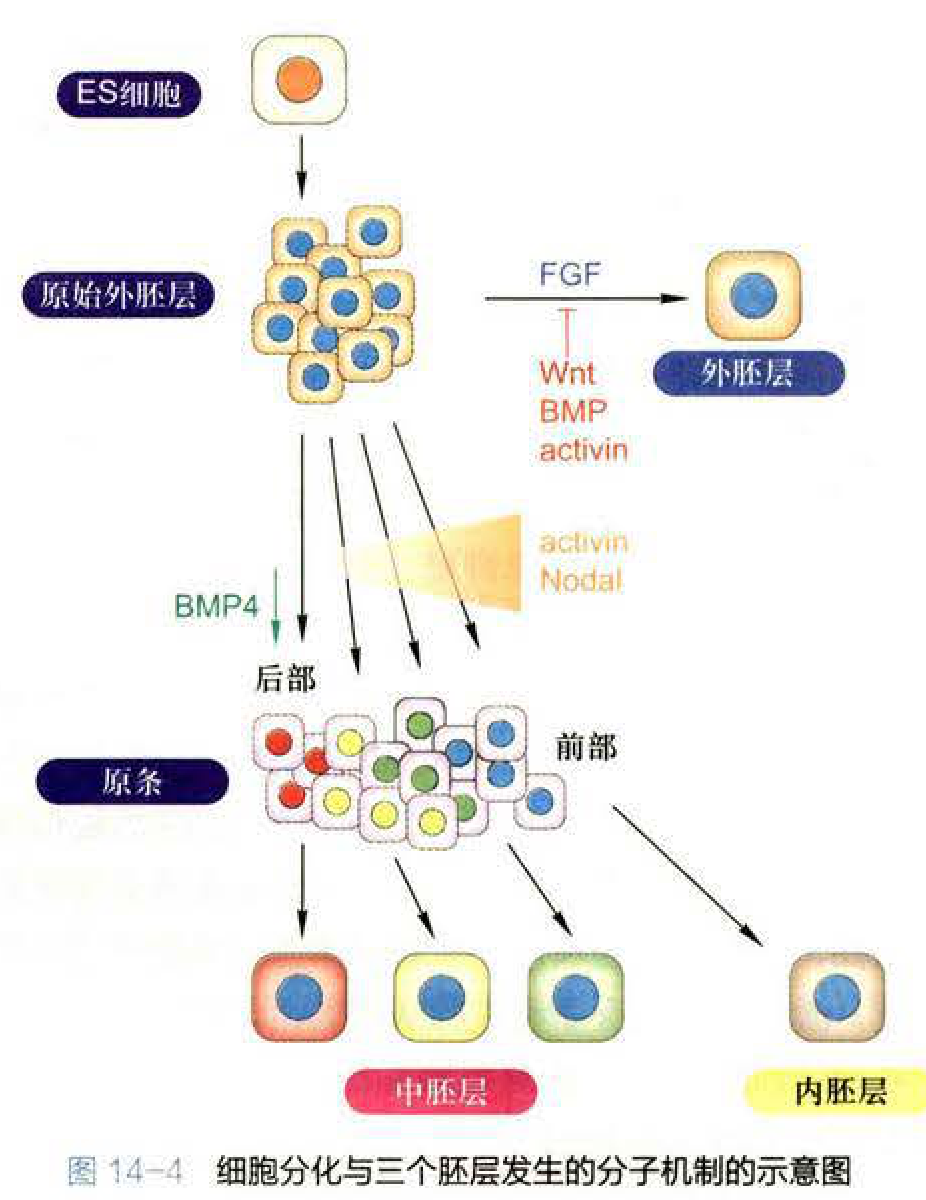 ES细胞
原始外胚层
FGF
外胚层
Wnt
BMP
activin
activin
Nodal
BMP4
后部
前部
原条
中胚层
内胚层
图 14-4 细胞分化与三个胚层发生的分子机制的示意图